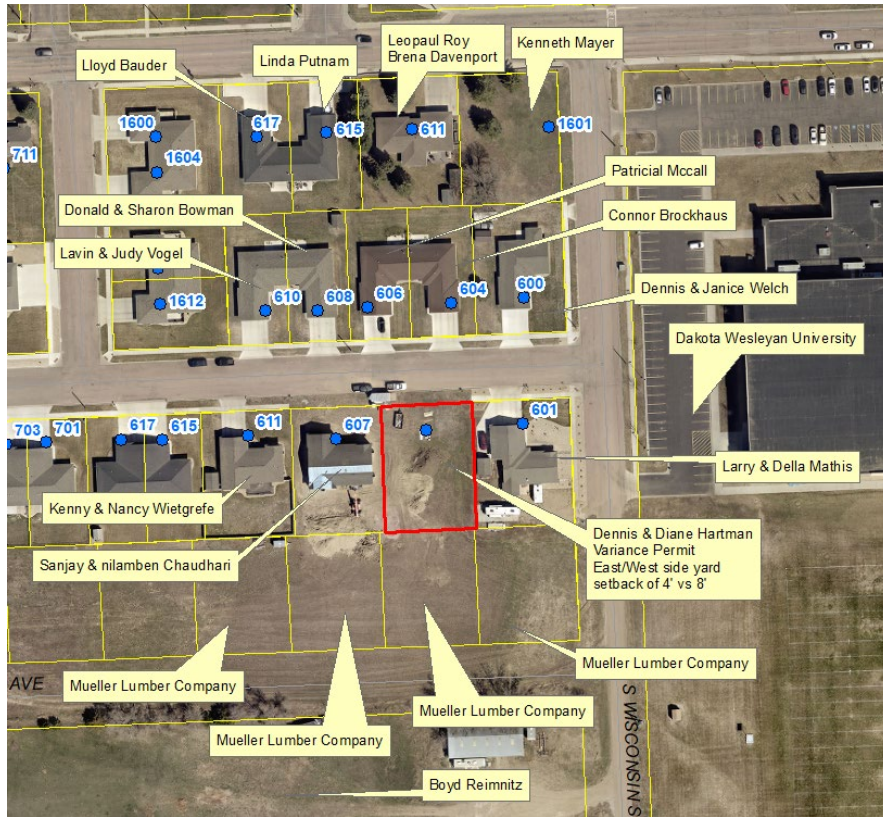 Leopaul Roy
Brena Davenport
Kenneth Mayer
Linda Putnam
Lloyd Bauder
1600
617
615
611
1601
711
1604
Patricial Mccall
Donald & Sharon Bowman
Connor Brockhaus
Lavin & Judy Vogel
Dennis & Janice Welch
1612
610
608
606
604
600
Dakota Wesleyan University
703
701
617
615
611
607
601
Larry & Della Mathis
Kenny & Nancy Wietgrefe
Dennis & Diane Hartman
Variance Permit
East/West side yard
setback of 4' vs 8'
Sanjay & nilamben Chaudhari
Mueller Lumber Company
AVE
Mueller Lumber Company
Mueller Lumber Company
Mueller Lumber Company
S WISCONSIN S
Boyd Reimnitz